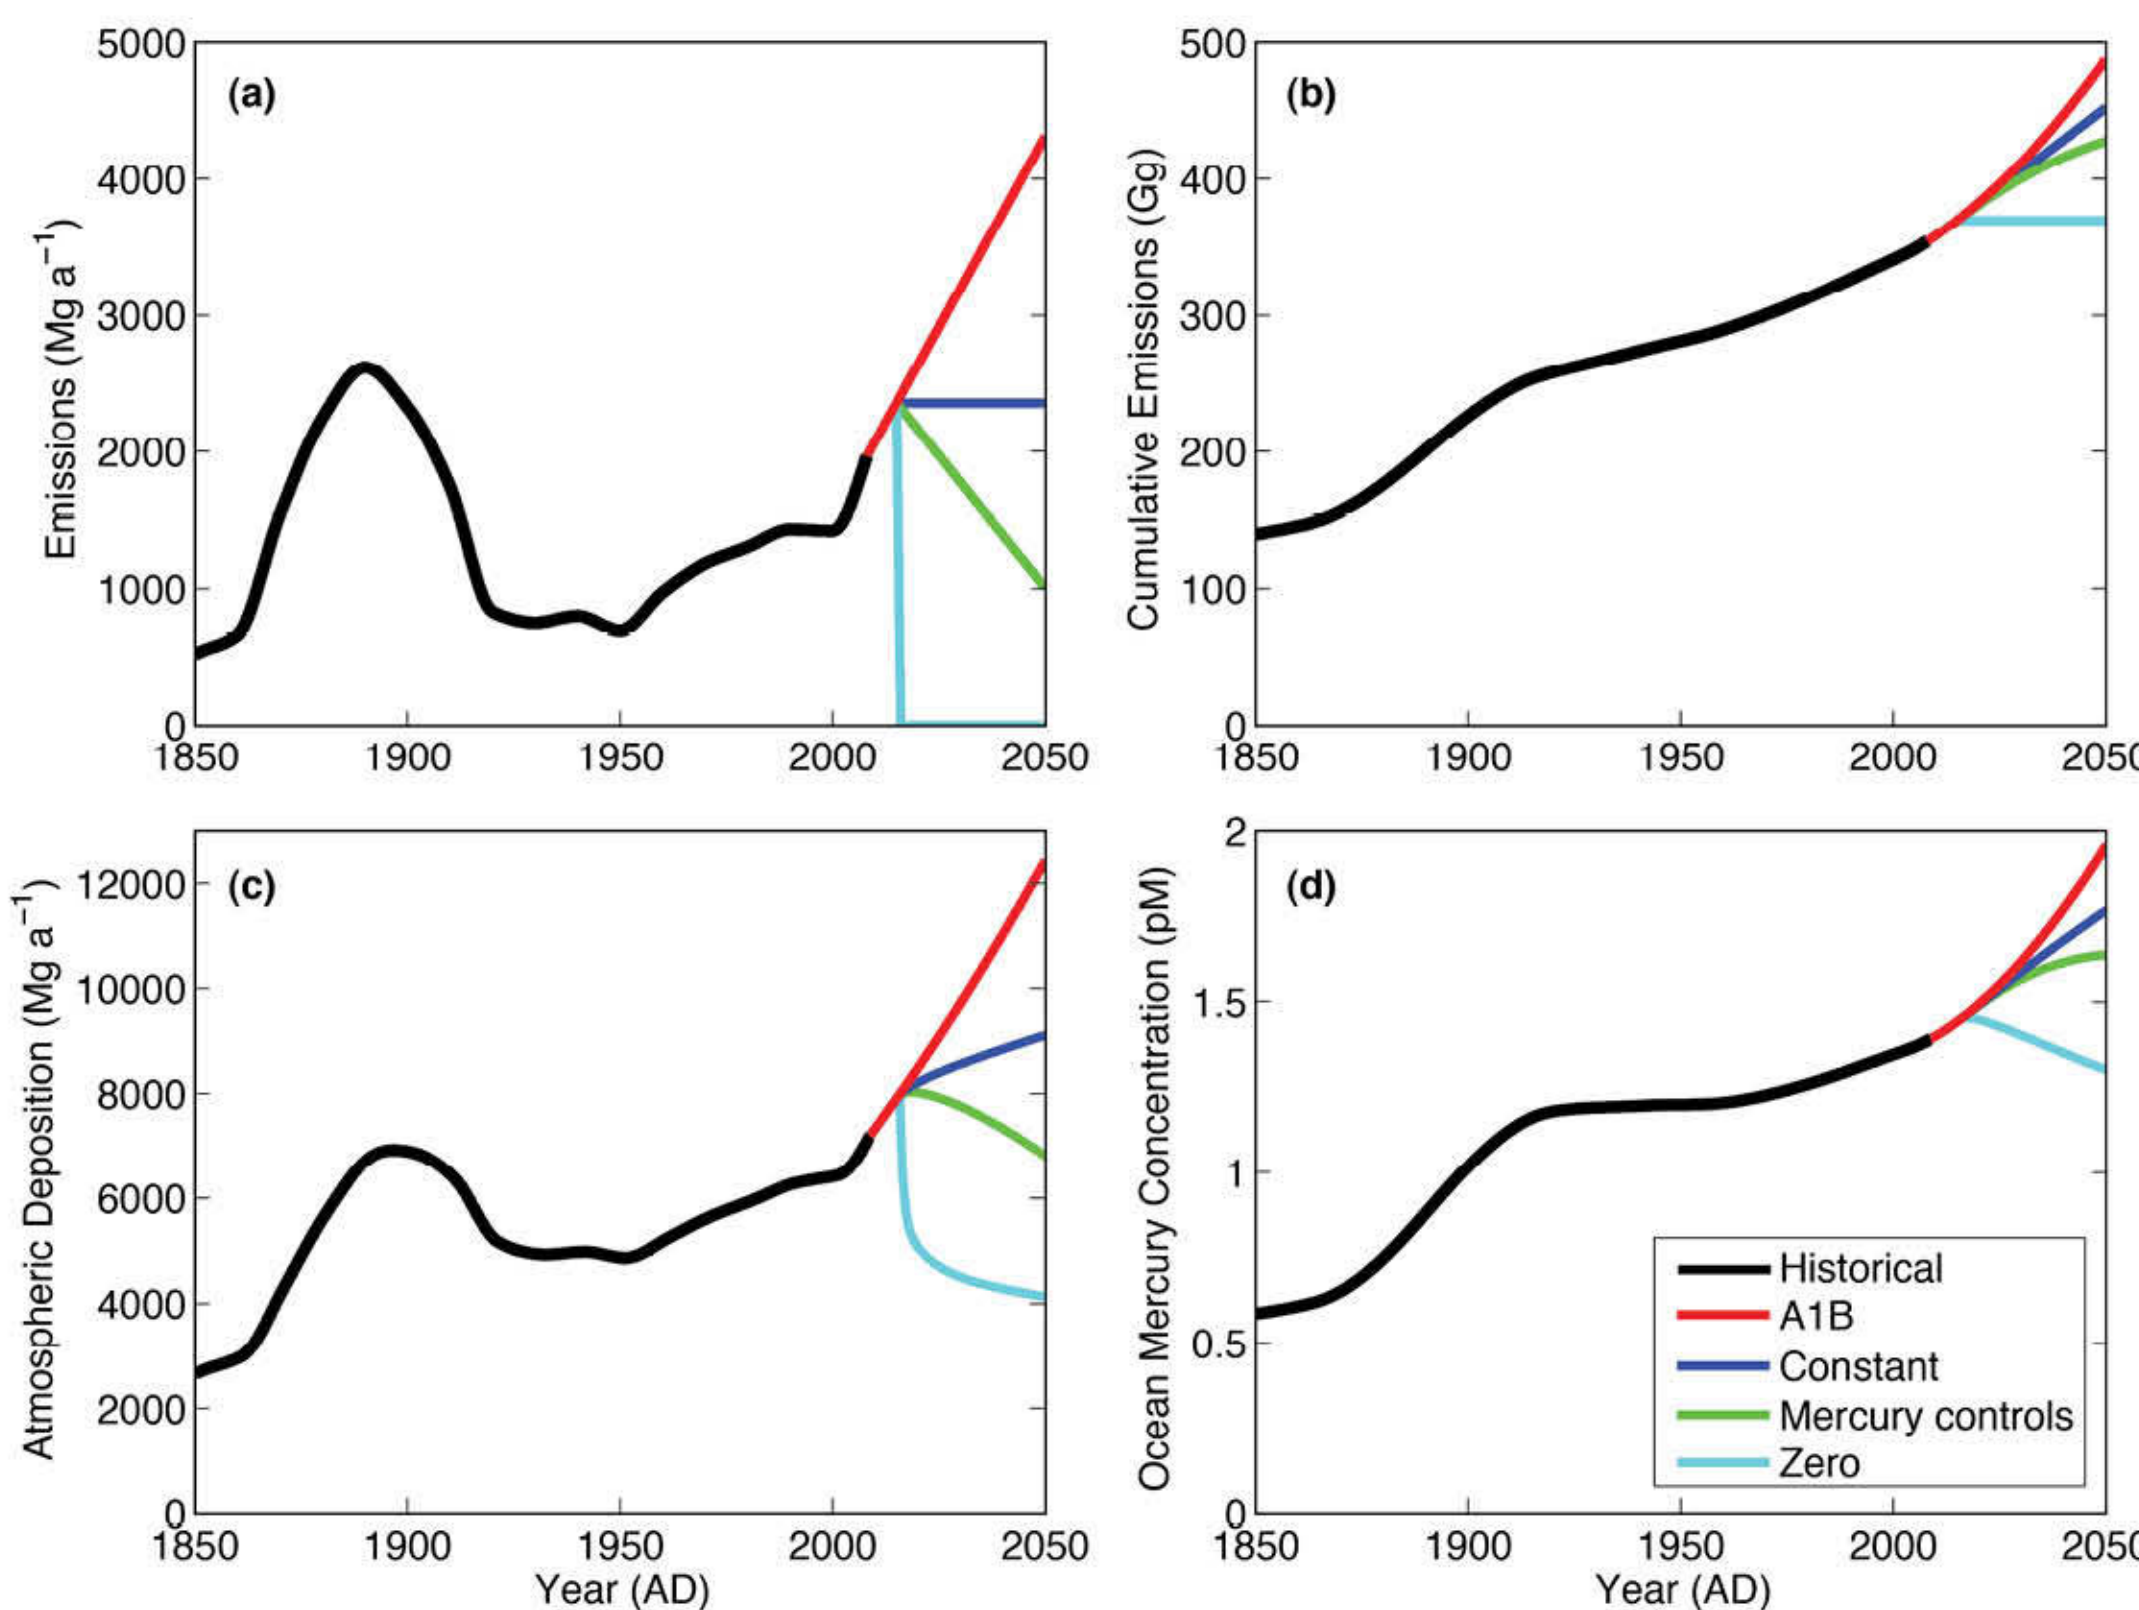 (a)
Emissions (Mg a−1)
5000
4000
3000
2000
1000
0
1850 1900 1950 2000 2050
(b)
Cumulative Emissions (Gg)
500
400
300
200
100
0
1850 1900 1950 2000 205
(c)
Atmospheric Deposition (Mg a−1)
12000
10000
8000
6000
4000
2000
0
1850 1900 1950 2000 2050
Year (AD)
(d)
Ocean Mercury Concentration (pM)
2
1.5
1
0.5
0
Historical
A1B
Constant
Mercury controls
Zero
1850 1900 1950 2000 205
Year (AD)